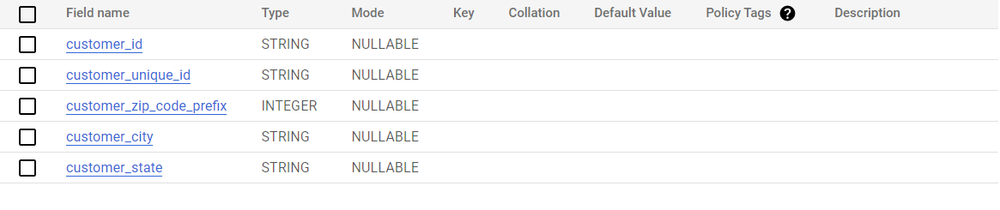 Field name Type Mode Key Collation Default Value Policy Tags ? Description
customer_id STRING NULLABLE
customer_unique_id STRING NULLABLE
customer_zip_code_prefix INTEGER NULLABLE
customer_city STRING NULLABLE
customer_state STRING NULLABLE